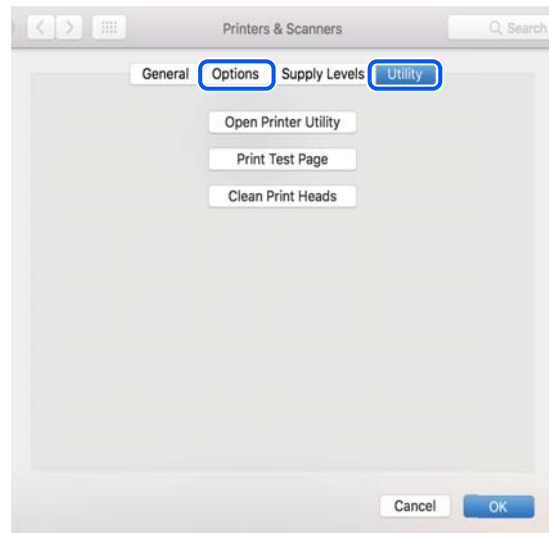 Printers & Scanners Search
General Options Supply Levels Utility
Open Printer Utility
Print Test Page
Clean Print Heads
Cancel OK